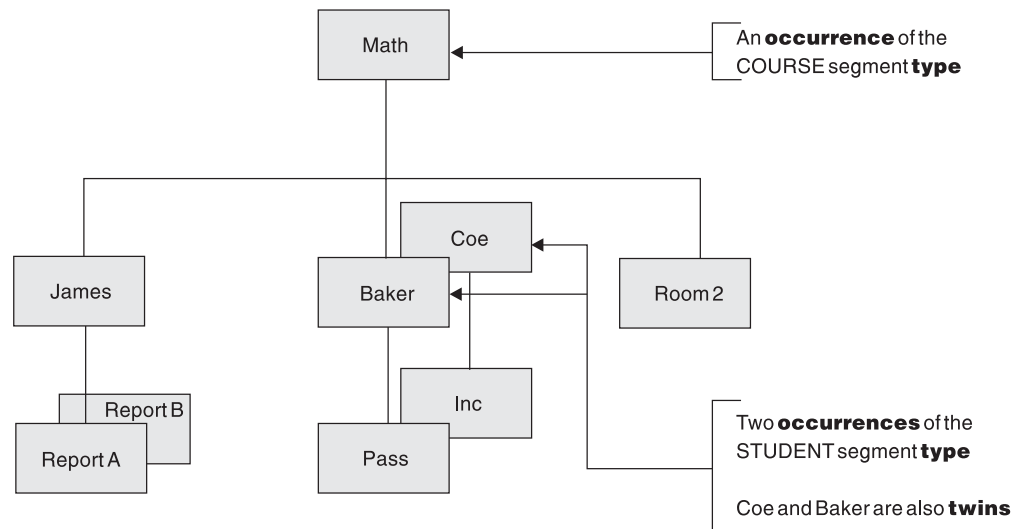 Math
An occurrence of the
COURSE segment type
Coe
James
Baker
Room 2
Report B
Inc
Report A
Pass
Two occurrences of the
STUDENT segment type
Coe and Baker are also twins